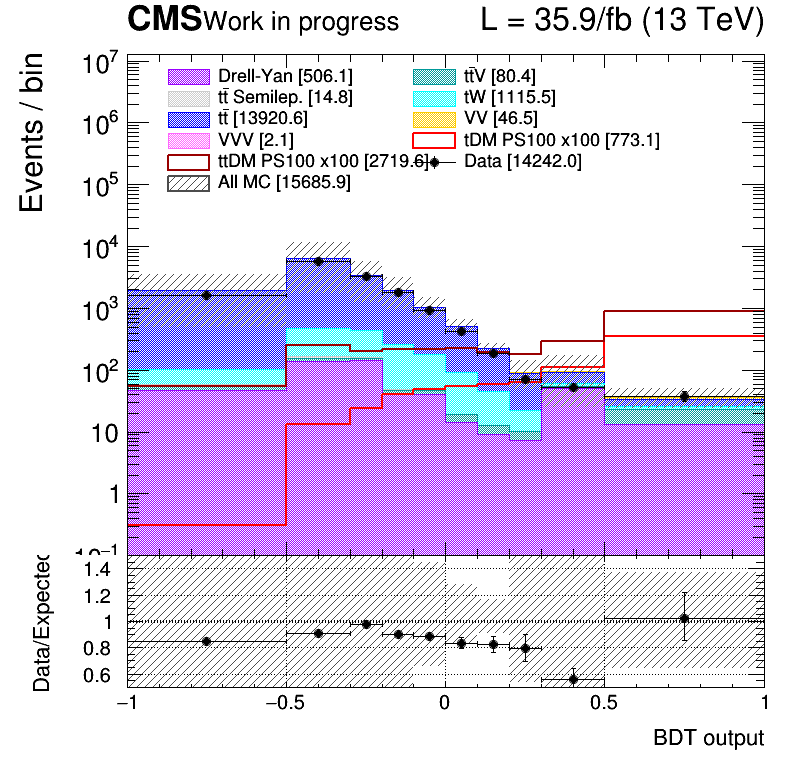 CMS Work in progress L = 35.9/fb (13 TeV)
Events / bin
10⁷
10⁶
10⁵
10⁴
10³
10²
10
1
10⁻¹
Drell-Yan [506.1]
tt̄V [80.4]
tt̄ Semilep. [14.8]
tW [1115.5]
tt̄ [13920.6]
VV [46.5]
VVV [2.1]
tDM PS100 x100 [773.1]
ttDM PS100 x100 [2719.6]
Data [14242.0]
All MC [15685.9]
Data/Expected
1.4
1.2
1
0.8
0.6
−1 −0.5 0 0.5 1
BDT output